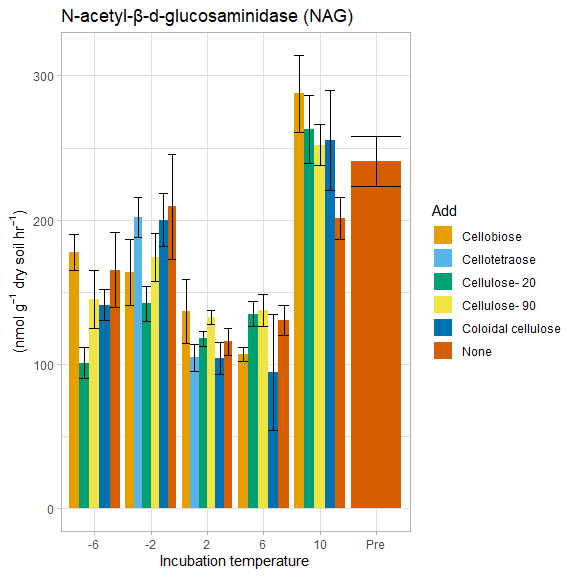 N-acetyl-β-d-glucosaminidase (NAG)
300
200
100
0
(nmol g⁻¹ dry soil hr⁻¹)
-6 -2 2 6 10 Pre
Incubation temperature
Add
Cellobiose
Cellotetraose
Cellulose- 20
Cellulose- 90
Coloidal cellulose
None